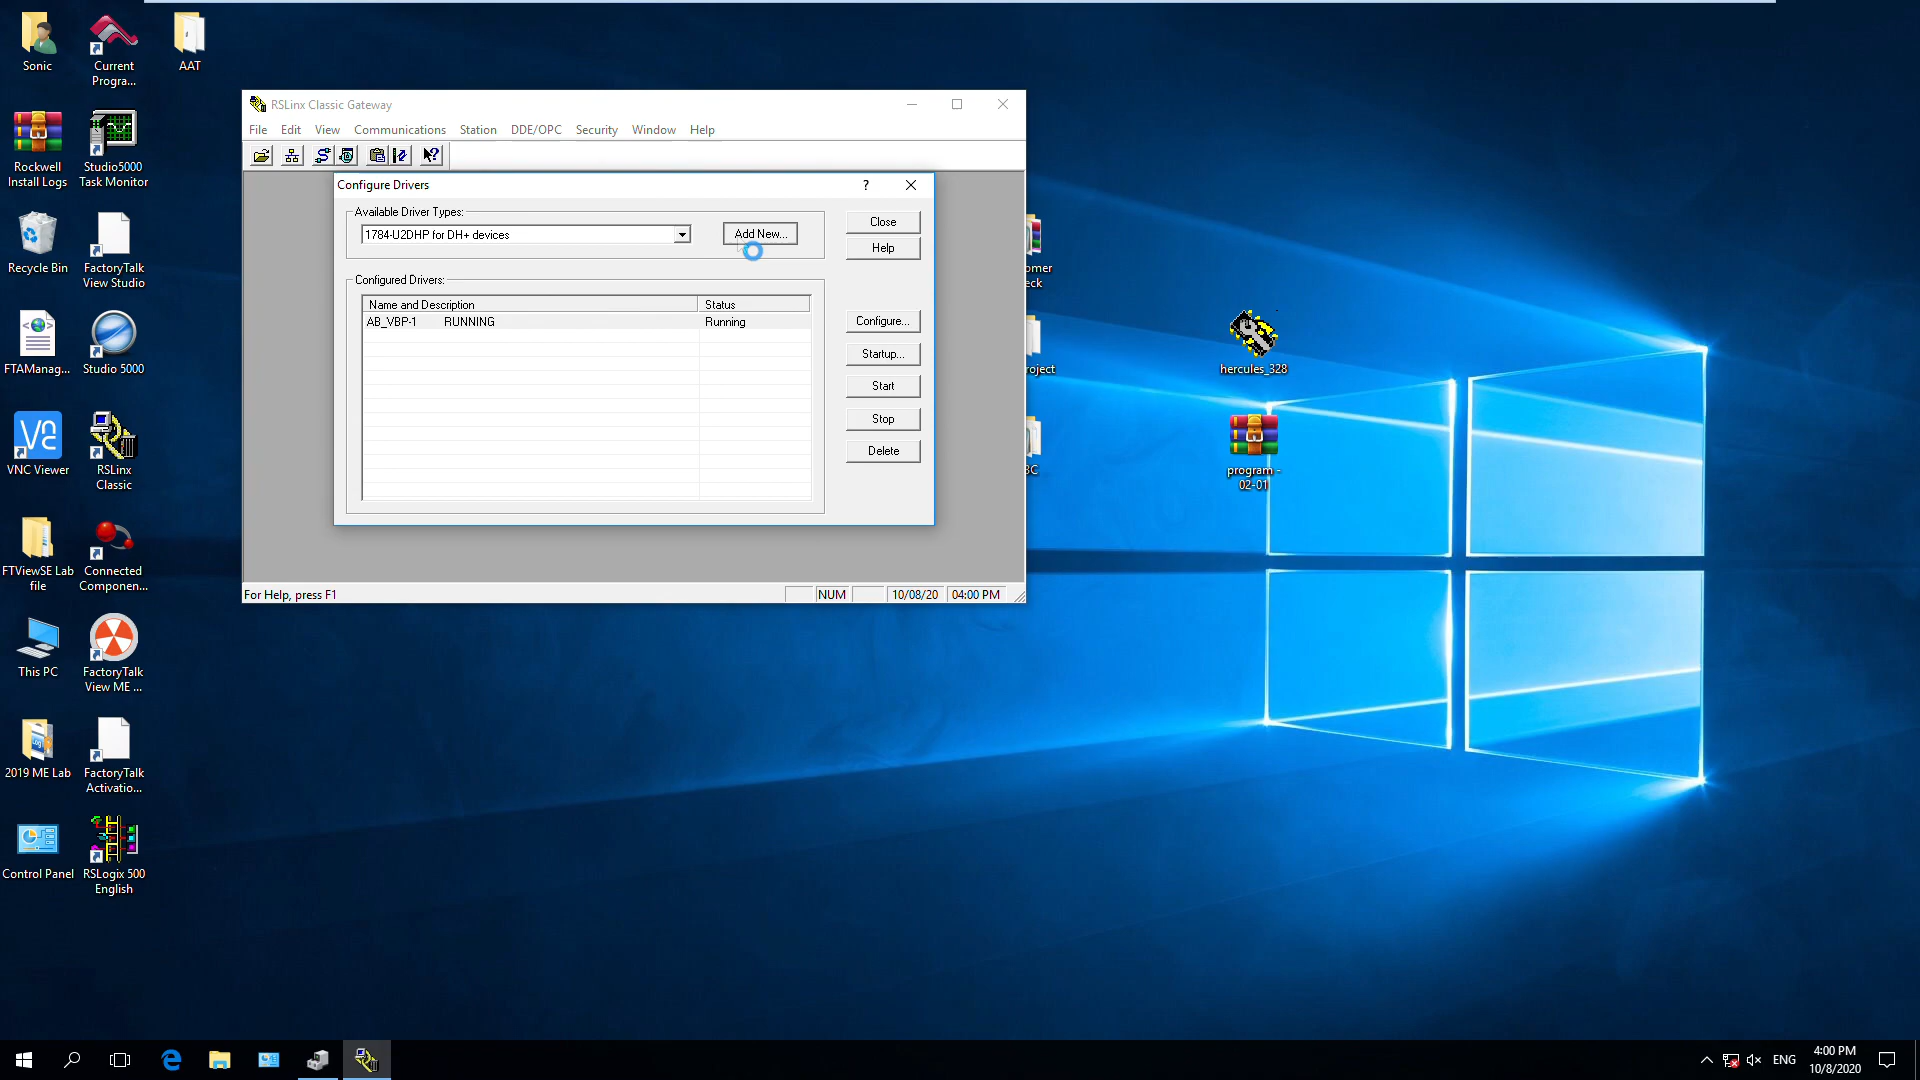 Sonic
Current
Progra...
AAT
Rockwell
Install Logs
Studio5000
Task Monitor
Recycle Bin
FactoryTalk
View Studio
FTAManag...
Studio 5000
VNC Viewer
RSLinx
Classic
FTViewSE Lab
file
Connected
Componen...
This PC
FactoryTalk
View ME ...
2019 ME Lab
FactoryTalk
Activatio...
Control Panel
RSLogix 500
English
RSLinx Classic Gateway
File Edit View Communications Station DDE/OPC Security Window Help
Configure Drivers
Available Driver Types:
1784-U2DHP for DH+ devices
Add New...
Close
Help
Configured Drivers:
Name and Description Status
AB_VBP-1 RUNNING Running
Configure...
Startup...
Start
Stop
Delete
For Help, press F1
NUM 10/08/20 04:00 PM
omer
eck
roject
hercules_328
program -
02-01
ENG
4:00 PM
10/8/2020